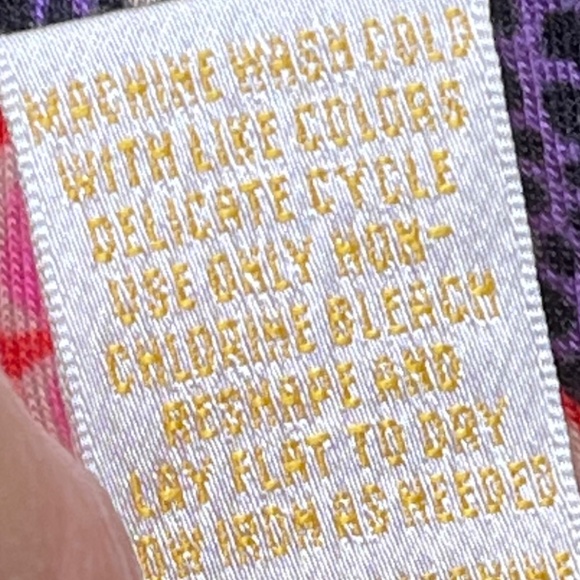 MACHINE WASH COLD
WITH LIKE COLORS
DELICATE CYCLE
USE ONLY NON-
CHLORINE BLEACH
RESHAPE AND
LAY FLAT TO DRY
OW IRON AS NEEDED